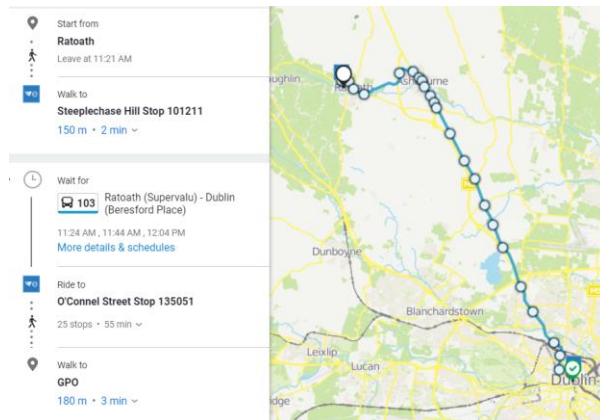 Start from
Ratoath
Leave at 11:21 AM
Walk to
Steeplechase Hill Stop 101211
150 m • 2 min
Wait for
103
Ratoath (Supervalu) - Dublin
(Beresford Place)
11:24 AM , 11:44 AM , 12:04 PM
More details & schedules
Ride to
O'Connel Street Stop 135051
25 stops • 55 min
Walk to
GPO
180 m • 3 min
Dunboyne
Blanchardstown
Leixlip
Lucan
Dublin